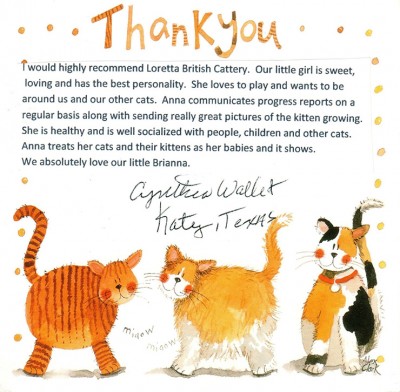 Thankyou
I would highly recommend Loretta British Cattery.  Our little girl is sweet,
loving and has the best personality.  She loves to play and wants to be
around us and our other cats.  Anna communicates progress reports on a
regular basis along with sending really great pictures of the kitten growing.
She is healthy and is well socialized with people, children and other cats.
Anna treats her cats and their kittens as her babies and it shows.
We absolutely love our little Brianna.
Katy, Texas
miaow
miaow